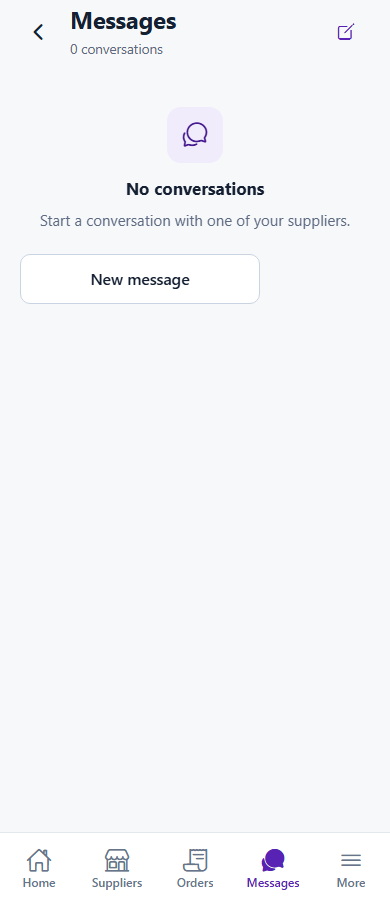 Messages
0 conversations
No conversations
Start a conversation with one of your suppliers.
New message
Home
Suppliers
Orders
Messages
More